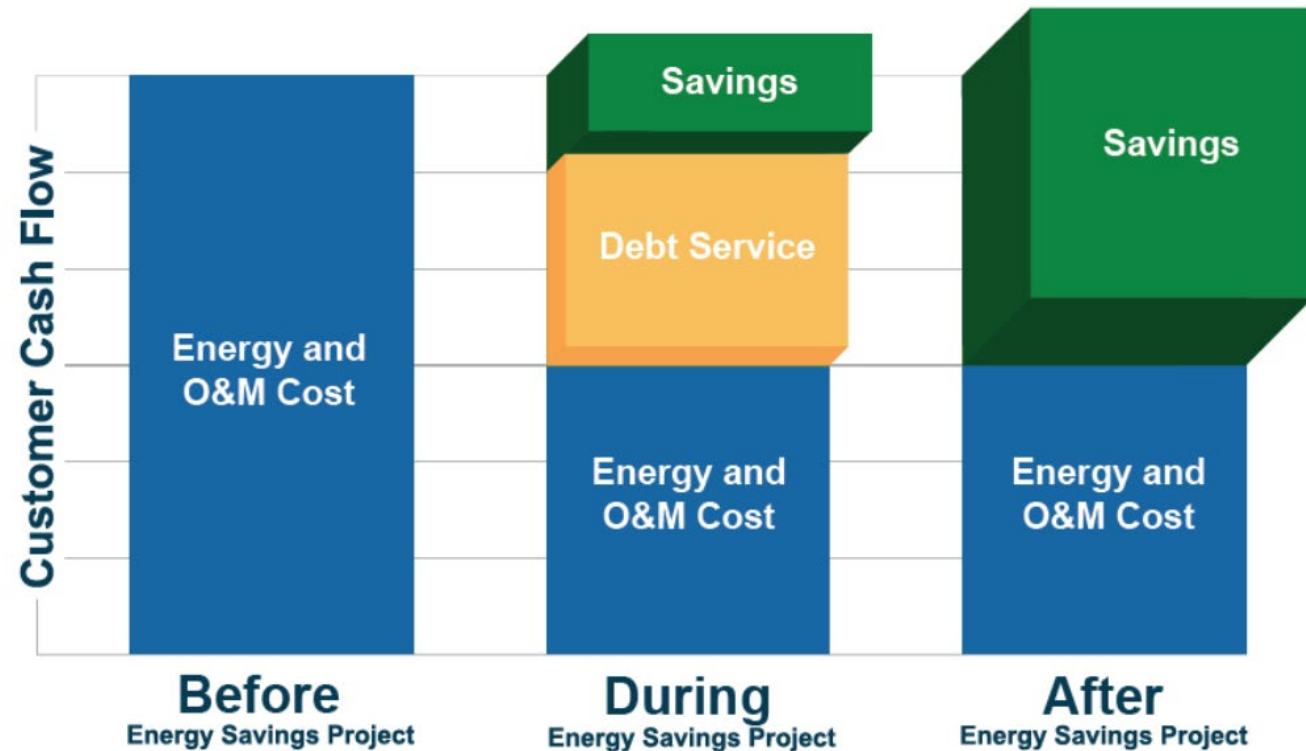 Customer Cash Flow
Energy and
O&M Cost
Savings
Debt Service
Energy and
O&M Cost
Savings
Energy and
O&M Cost
Before
Energy Savings Project
During
Energy Savings Project
After
Energy Savings Project